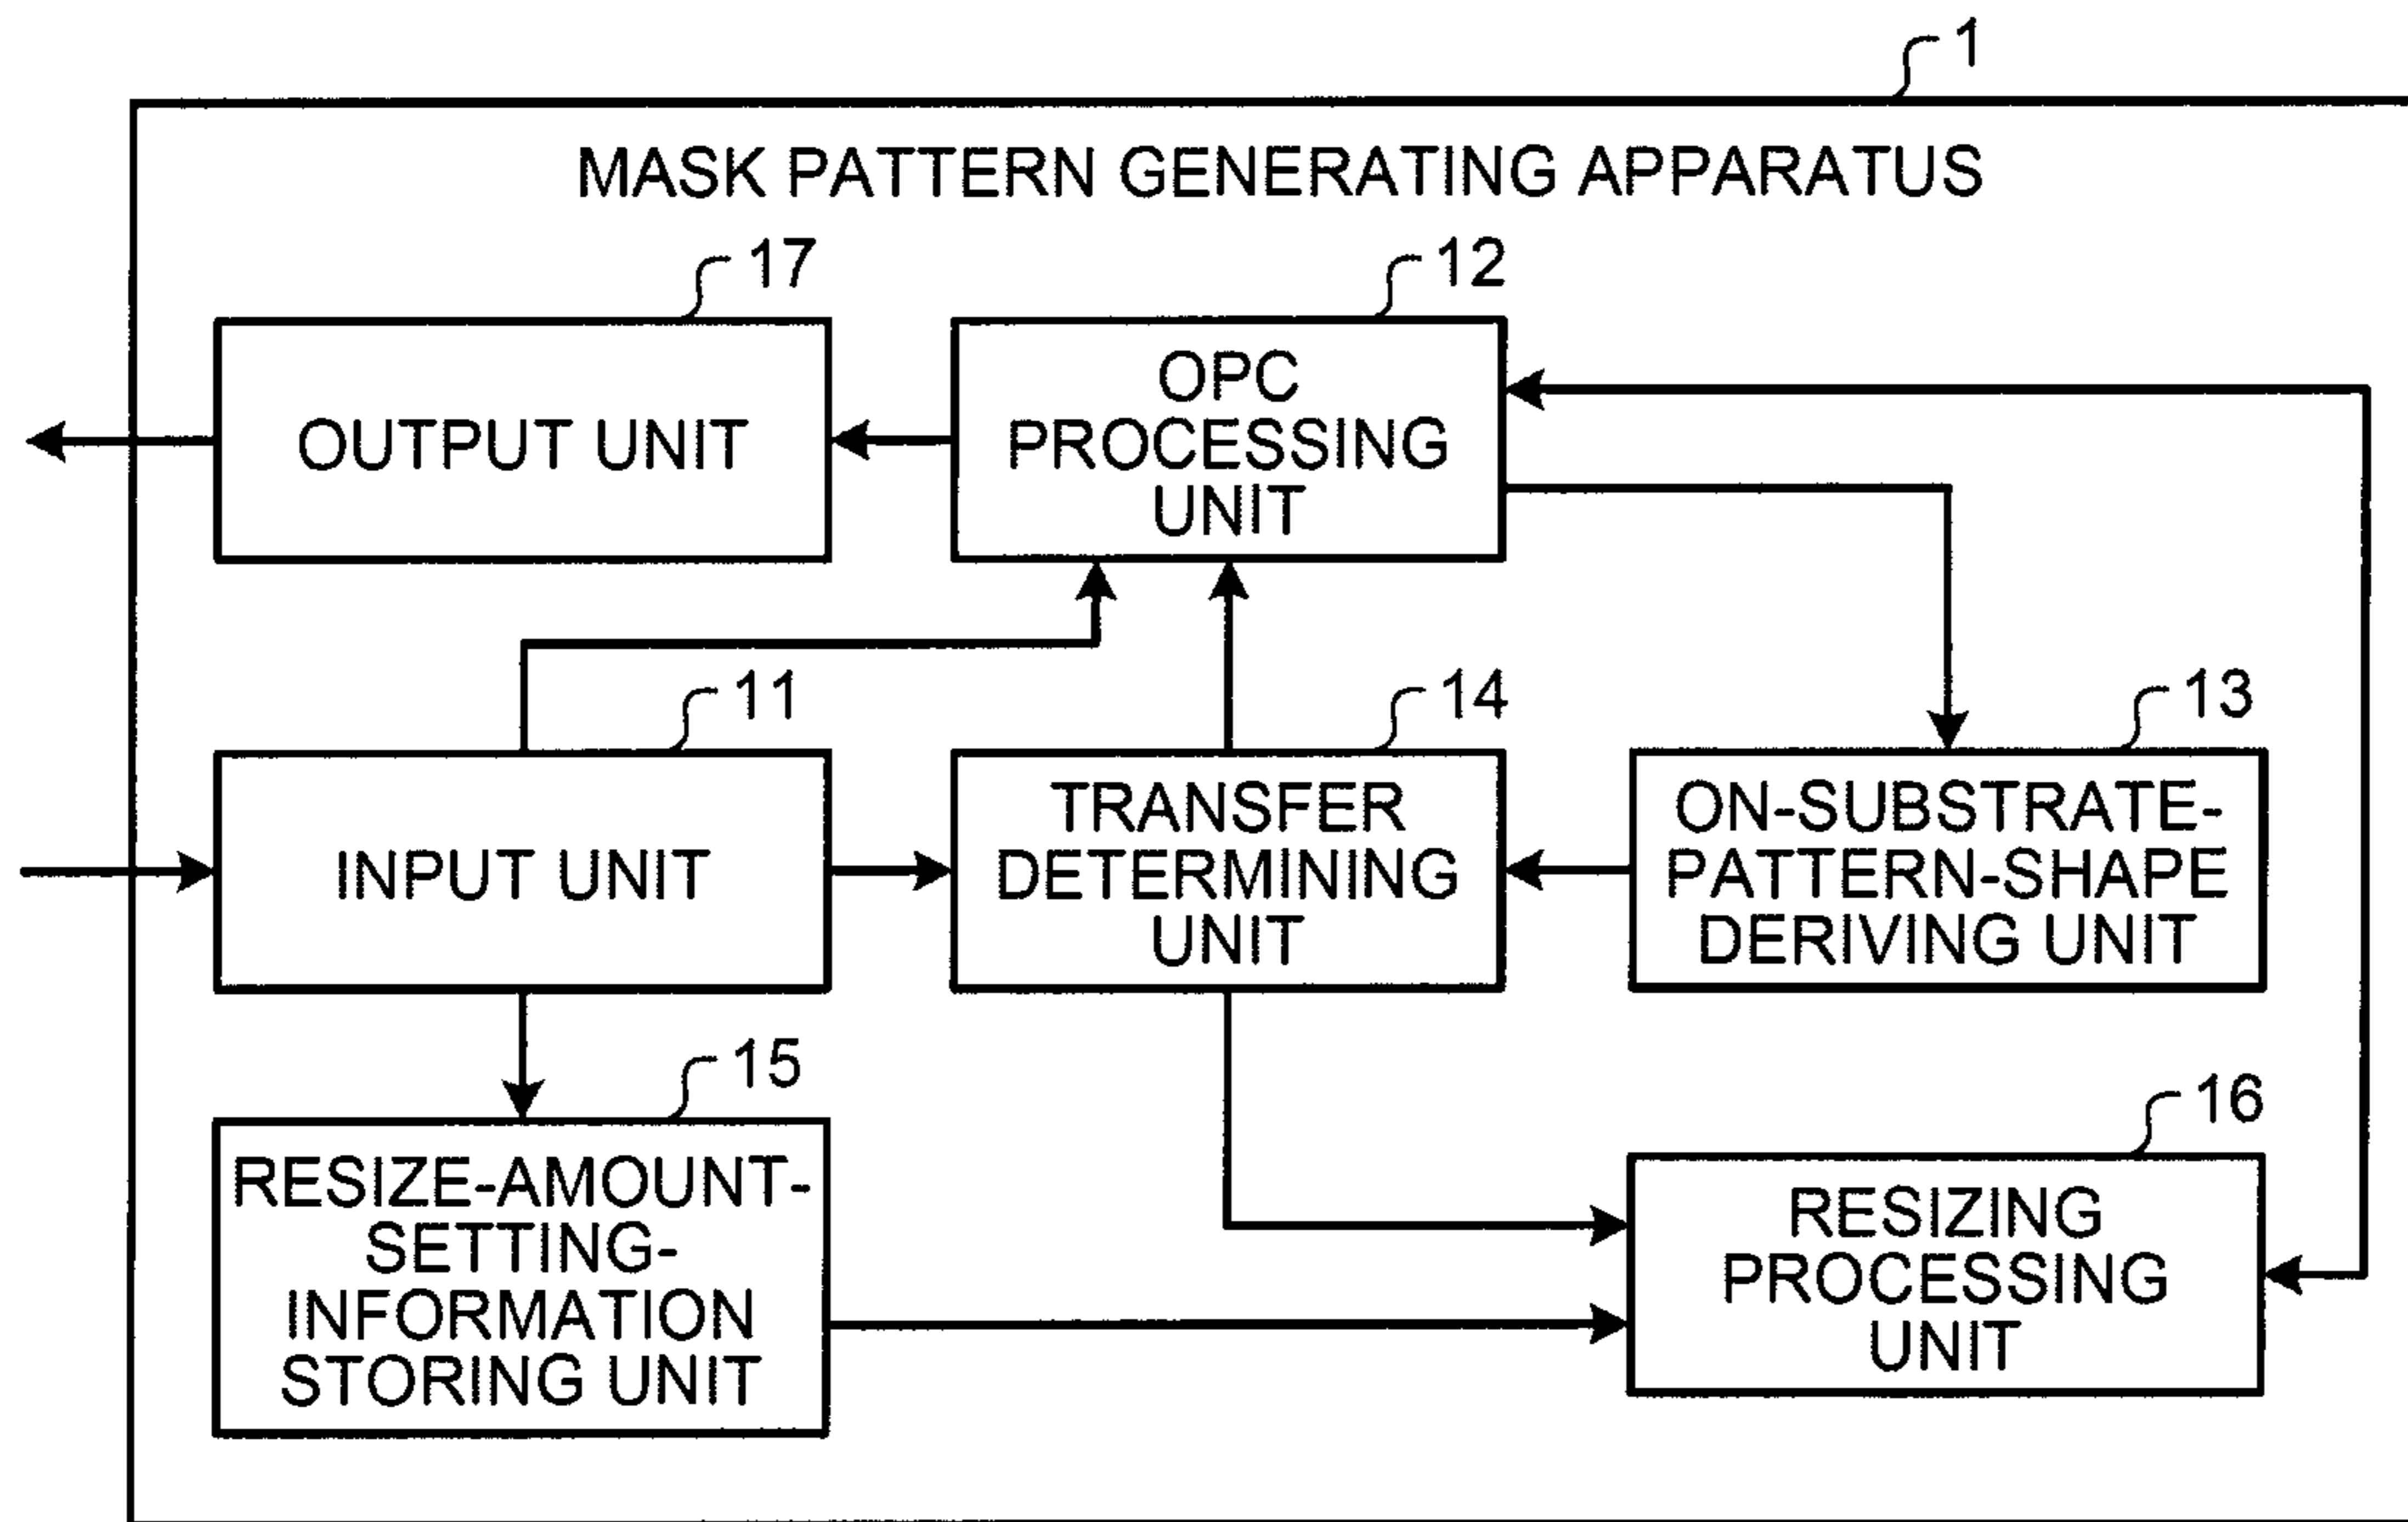 1
MASK PATTERN GENERATING APPARATUS
17
OUTPUT UNIT
12
OPC
PROCESSING
UNIT
11
INPUT UNIT
14
TRANSFER
DETERMINING
UNIT
13
ON-SUBSTRATE-
PATTERN-SHAPE
DERIVING UNIT
15
RESIZE-AMOUNT-
SETTING-
INFORMATION
STORING UNIT
16
RESIZING
PROCESSING
UNIT